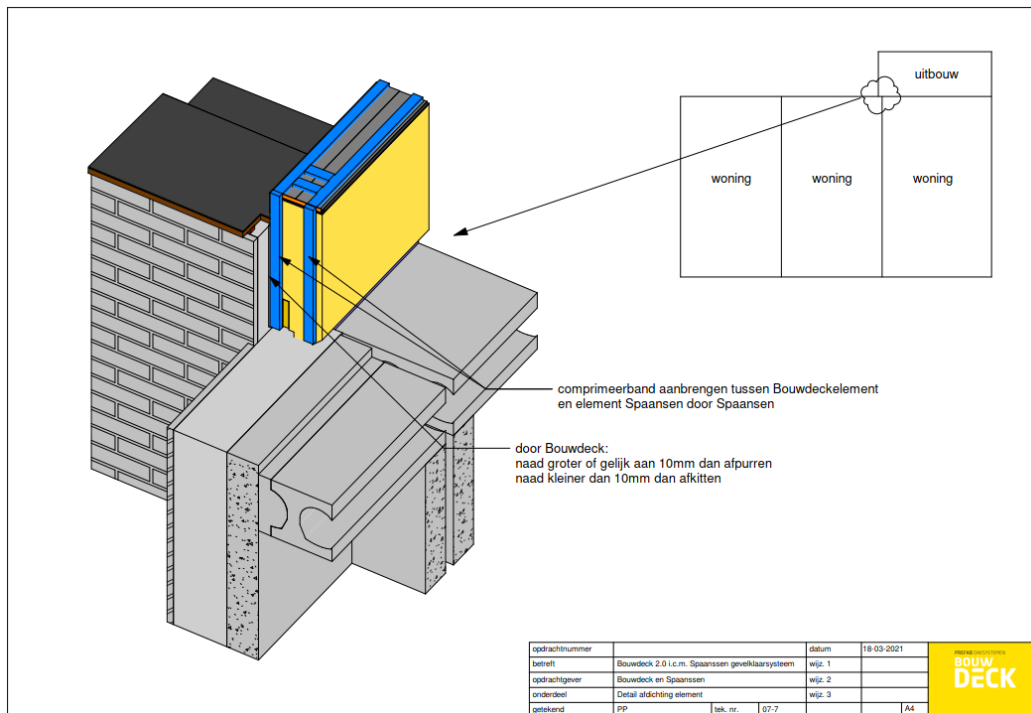 uitbouw
woning
woning
woning
comprimeerband aanbrengen tussen Bouwdeckelement
en element Spaansen door Spaansen
door Bouwdeck:
naad groter of gelijk aan 10mm dan afpurren
naad kleiner dan 10mm dan afkitten
opdrachtnummer datum 18-03-2021
betreft Bouwdeck 2.0 i.c.m. Spaanssen gevelklaarsysteem wijz. 1
opdrachtgever Bouwdeck en Spaanssen wijz. 2
onderdeel Detail afdichting element wijz. 3
getekend PP tek. nr. 07-7 A4
PREFAB DAKSYSTEMEN
BOUW
DECK